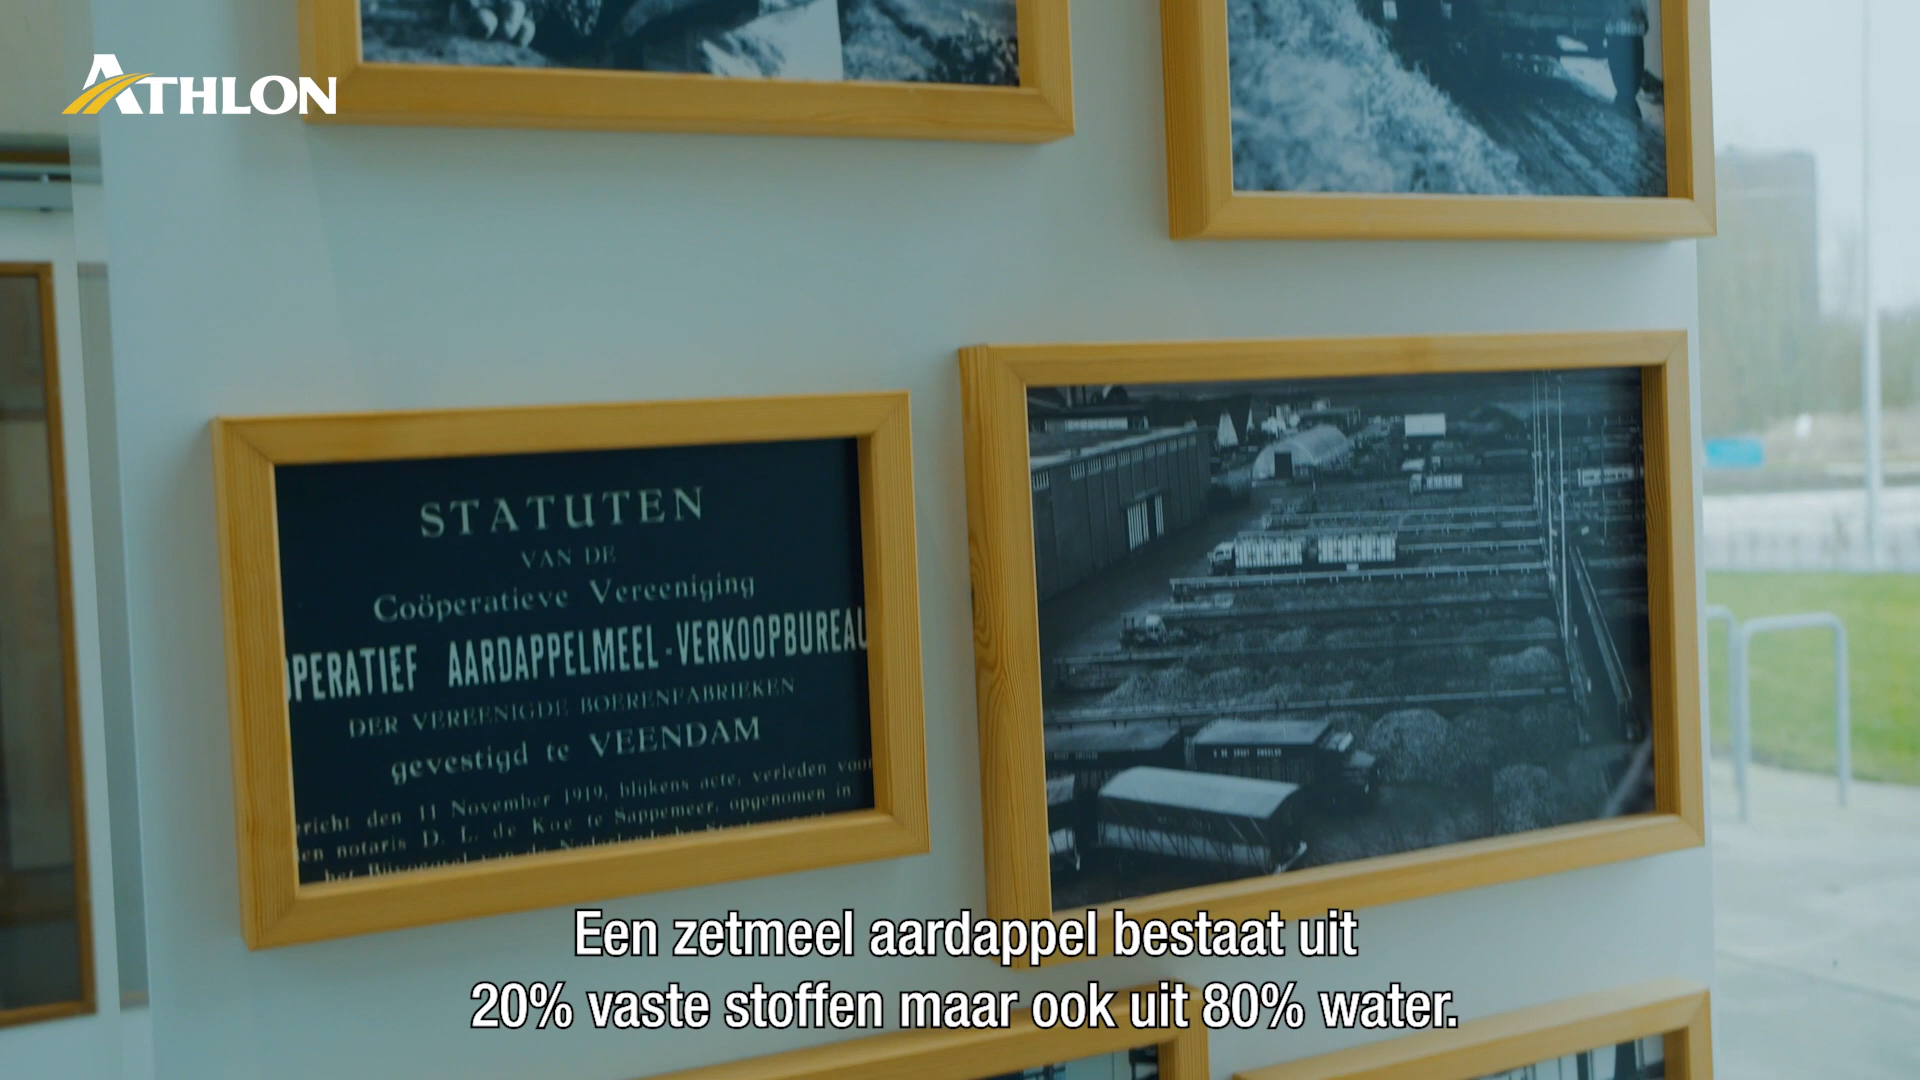 ATHLON
STATUTEN
VAN DE
Coöperatieve Vereeniging
OPERATIEF AARDAPPELMEEL-VERKOOPBUREAU
DER VEREENIGDE BOERENFABRIEKEN
gevestigd te VEENDAM
ericht den 11 November 1919, blijkens acte, verleden voor
en notaris D. L. de Koe te Sappemeer, opgenomen in
Een zetmeel aardappel bestaat uit
20% vaste stoffen maar ook uit 80% water.